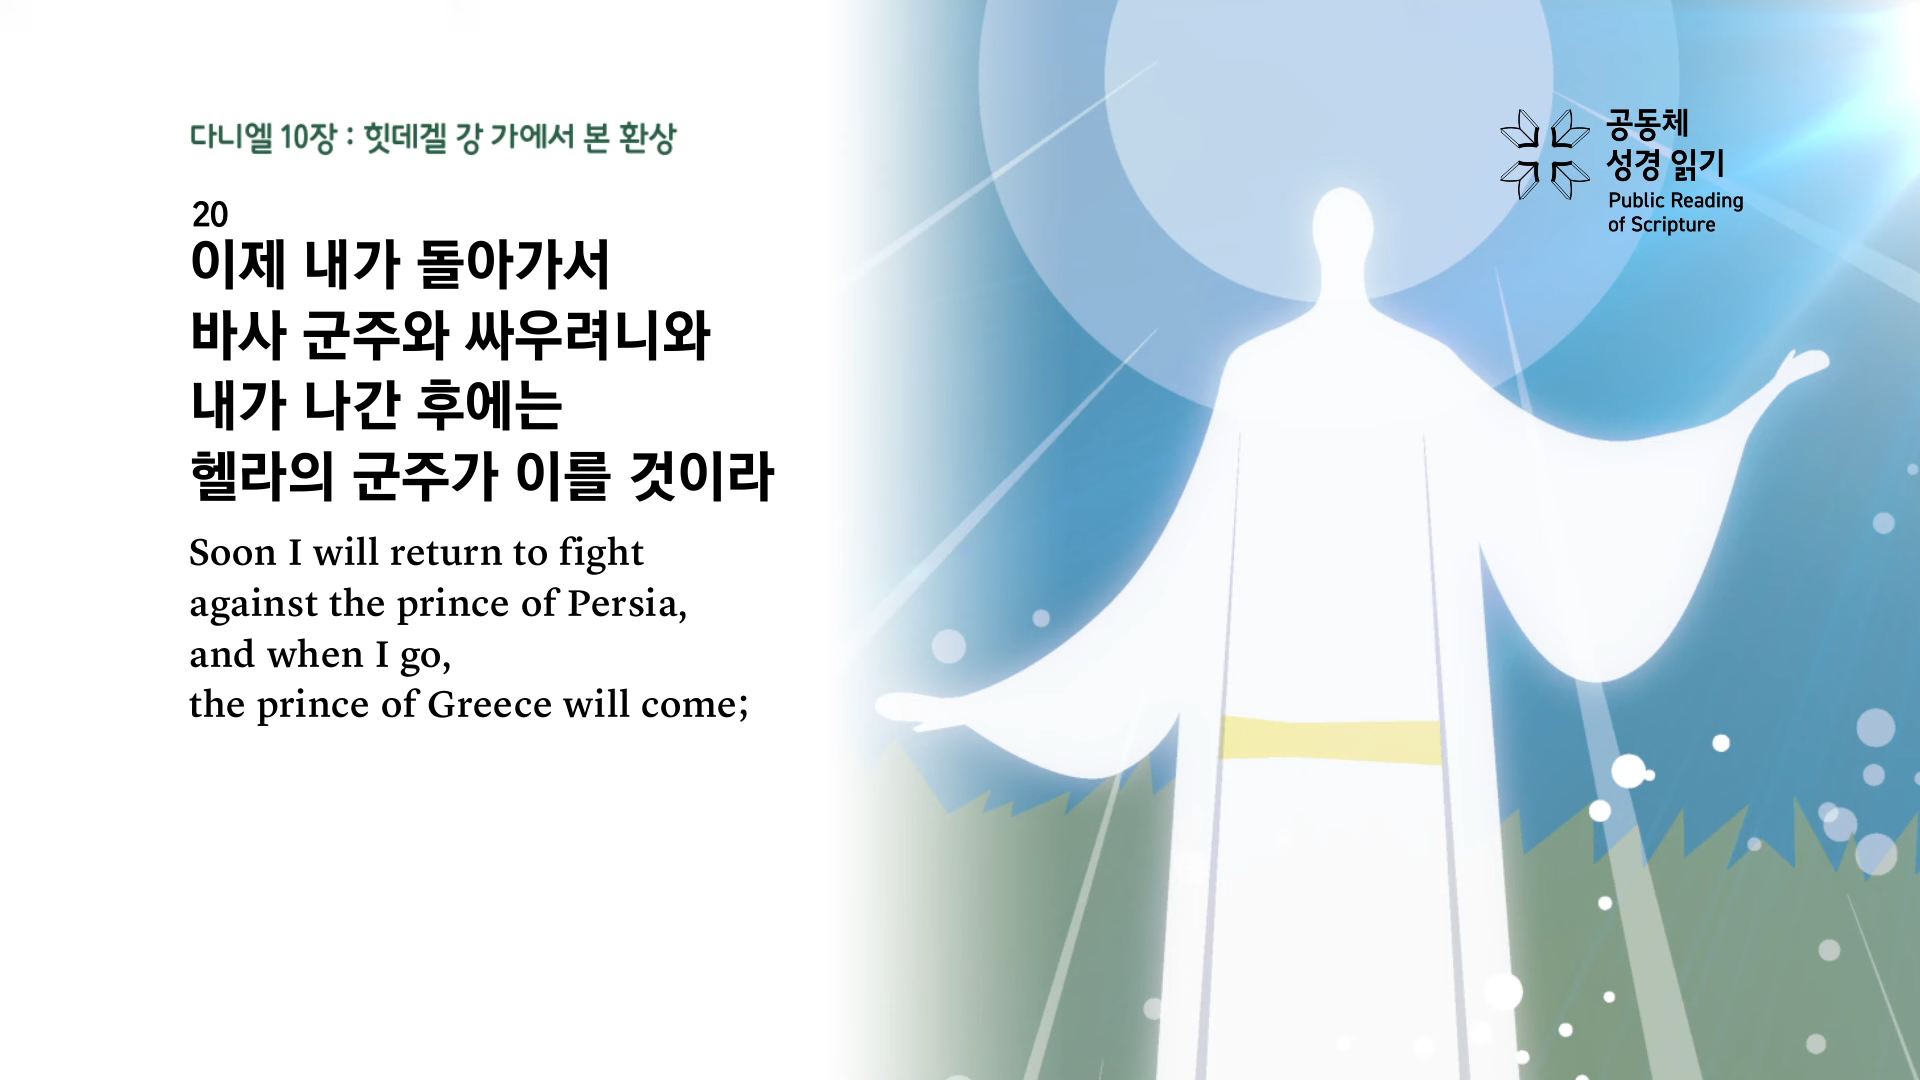 다니엘 10장 : 힛데겔 강 가에서 본 환상
20
이제 내가 돌아가서
바사 군주와 싸우려니와
내가 나간 후에는
헬라의 군주가 이를 것이라
Soon I will return to fight
against the prince of Persia,
and when I go,
the prince of Greece will come;
공동체
성경 읽기
Public Reading
of Scripture